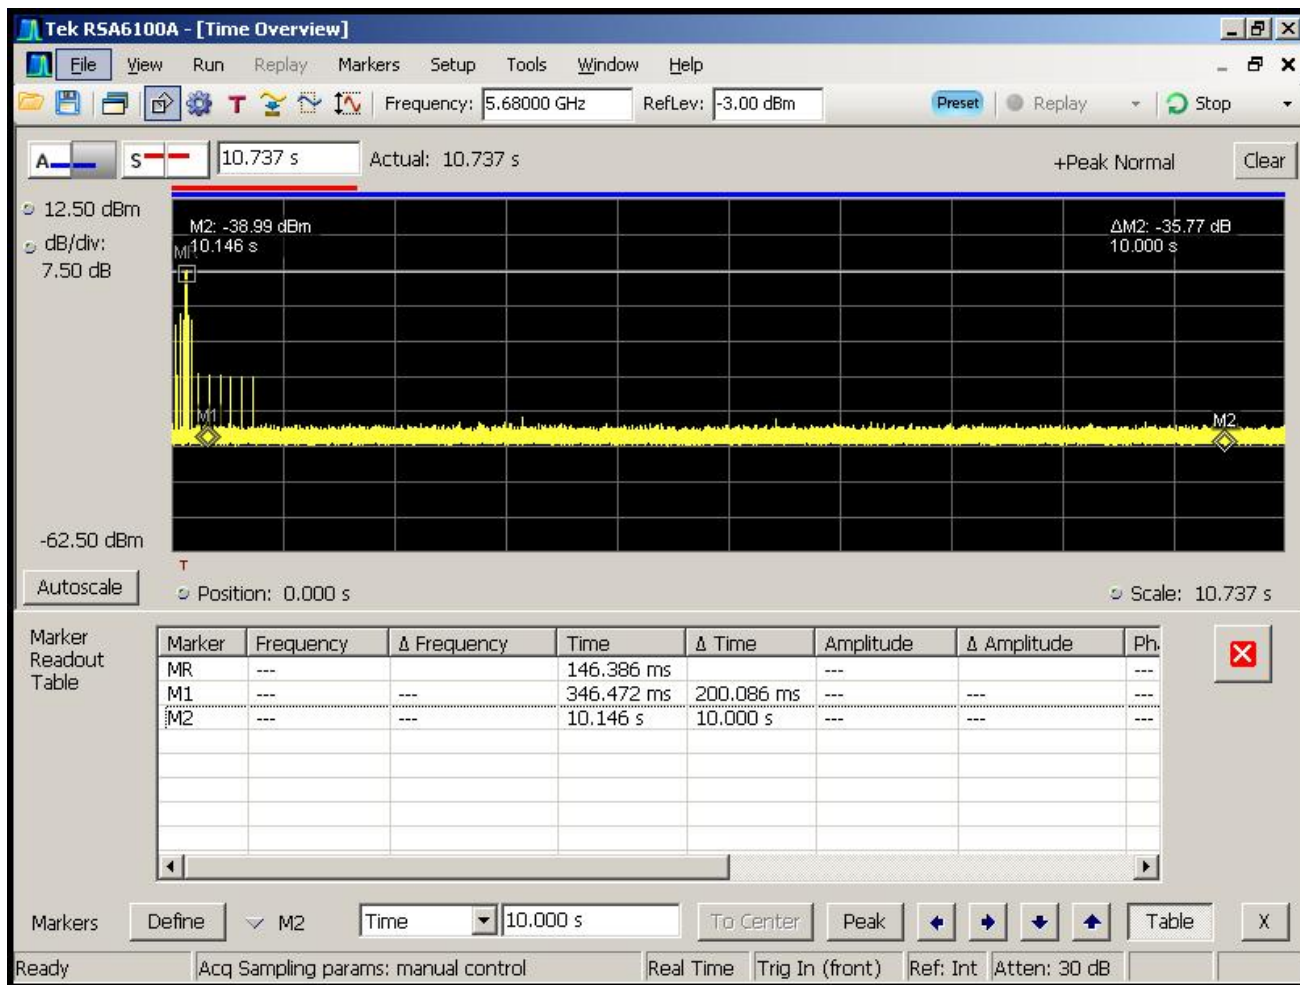 Tek RSA6100A - [Time Overview]
File View Run Replay Markers Setup Tools Window Help
T Frequency: 5.68000 GHz RefLev: -3.00 dBm Preset Replay Stop
A S 10.737 s Actual: 10.737 s +Peak Normal Clear
12.50 dBm
dB/div:
7.50 dB
M2: -38.99 dBm
10.146 s
MR
ΔM2: -35.77 dB
10.000 s
M1
M2
-62.50 dBm
T
Autoscale Position: 0.000 s Scale: 10.737 s
Marker
Readout
Table
Marker Frequency Δ Frequency Time Δ Time Amplitude Δ Amplitude Ph
MR --- 146.386 ms --- ---
M1 --- --- 346.472 ms 200.086 ms --- --- ---
M2 --- --- 10.146 s 10.000 s --- --- ---
Markers Define M2 Time 10.000 s To Center Peak Table X
Ready Acq Sampling params: manual control Real Time Trig In (front) Ref: Int Atten: 30 dB